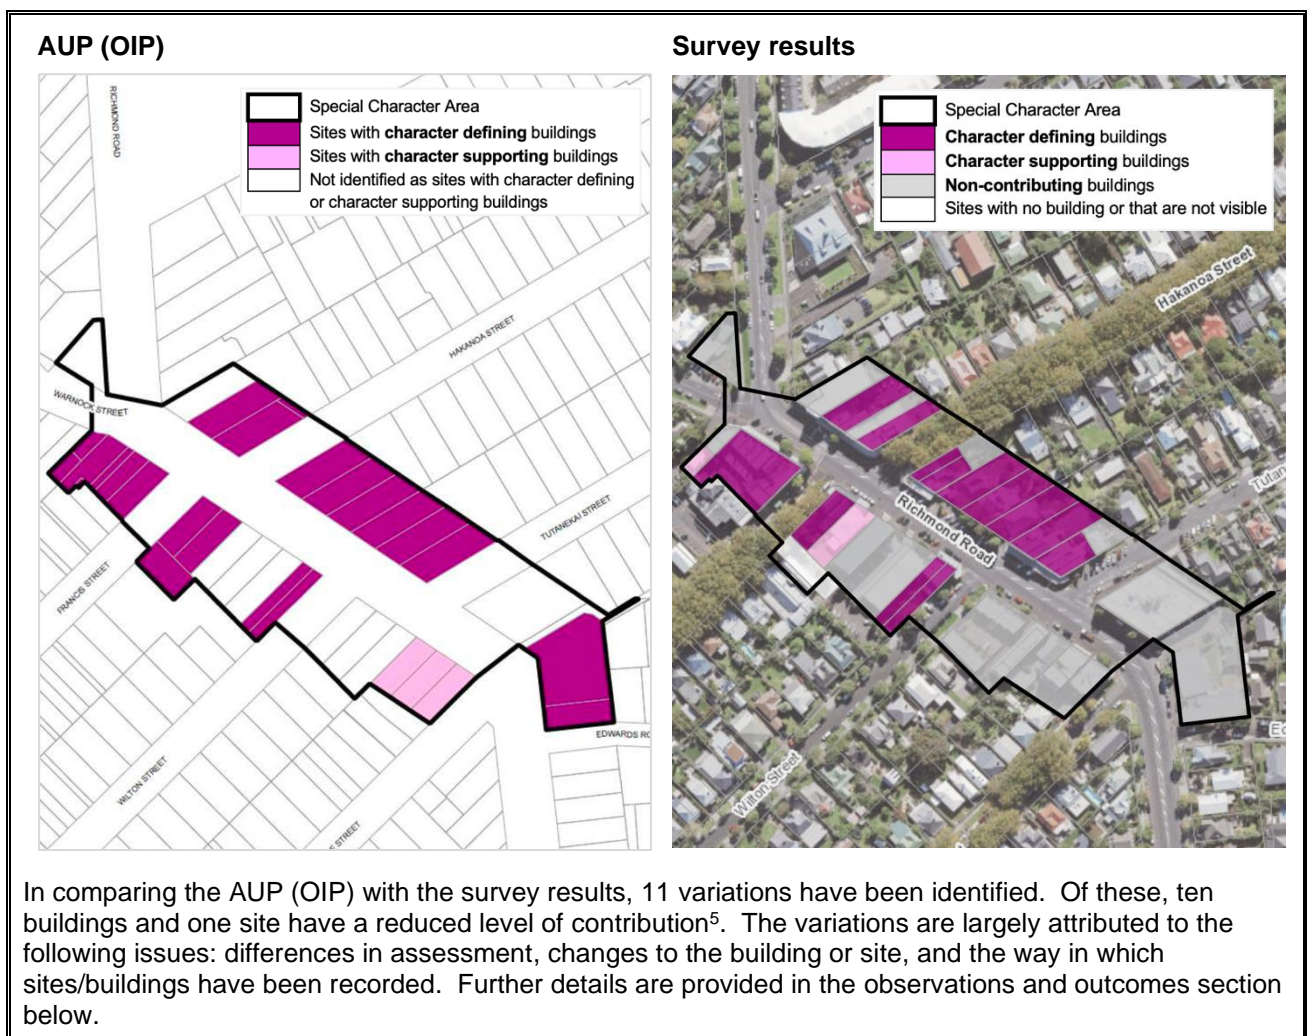 AUP (OIP)
Survey results
Special Character Area
Sites with character defining buildings
Sites with character supporting buildings
Not identified as sites with character defining
or character supporting buildings
RICHMOND ROAD
HAKANOA STREET
WARNOCK STREET
TUTANEKAI STREET
FRANCIS STREET
EDWARDS RO
WILTON STREET
E STREET
Special Character Area
Character defining buildings
Character supporting buildings
Non-contributing buildings
Sites with no building or that are not visible
Hakanoa Street
Tutan
Richmond Road
Ed
Wilton Street
In comparing the AUP (OIP) with the survey results, 11 variations have been identified.  Of these, ten
buildings and one site have a reduced level of contribution⁵.  The variations are largely attributed to the
following issues: differences in assessment, changes to the building or site, and the way in which
sites/buildings have been recorded.  Further details are provided in the observations and outcomes section
below.